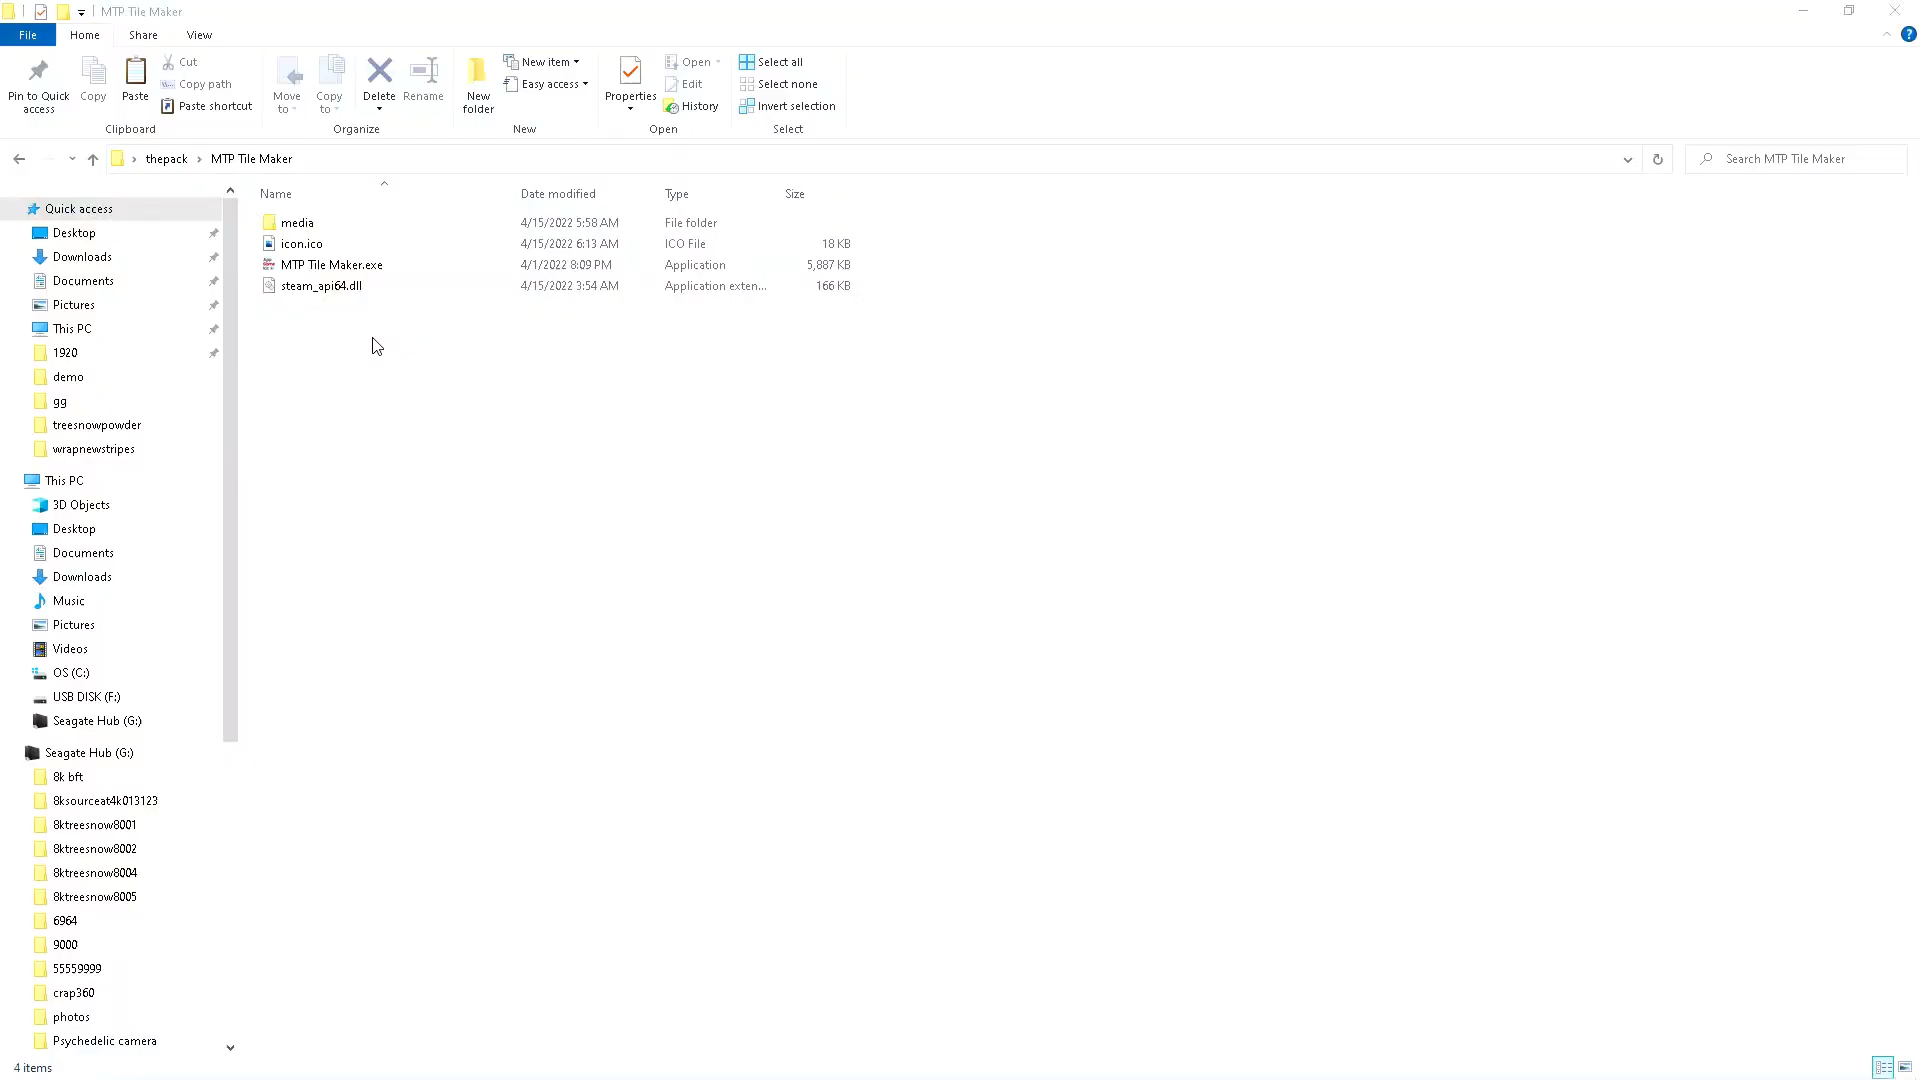 MTP Tile Maker
File Home Share View
Pin to Quick access
Copy
Paste
Cut
Copy path
Paste shortcut
Clipboard
Move to
Copy to
Delete
Rename
Organize
New folder
New item
Easy access
New
Properties
Open
Edit
History
Open
Select all
Select none
Invert selection
Select
thepack > MTP Tile Maker
Search MTP Tile Maker
Name Date modified Type Size
media 4/15/2022 5:58 AM File folder
icon.ico 4/15/2022 6:13 AM ICO File 18 KB
MTP Tile Maker.exe 4/1/2022 8:09 PM Application 5,887 KB
steam_api64.dll 4/15/2022 3:54 AM Application exten... 166 KB
Quick access
Desktop
Downloads
Documents
Pictures
This PC
1920
demo
gg
treesnowpowder
wrapnewstripes
This PC
3D Objects
Desktop
Documents
Downloads
Music
Pictures
Videos
OS (C:)
USB DISK (F:)
Seagate Hub (G:)
Seagate Hub (G:)
8k bft
8ksourceat4k013123
8ktreesnow8001
8ktreesnow8002
8ktreesnow8004
8ktreesnow8005
6964
9000
55559999
crap360
photos
Psychedelic camera
4 items